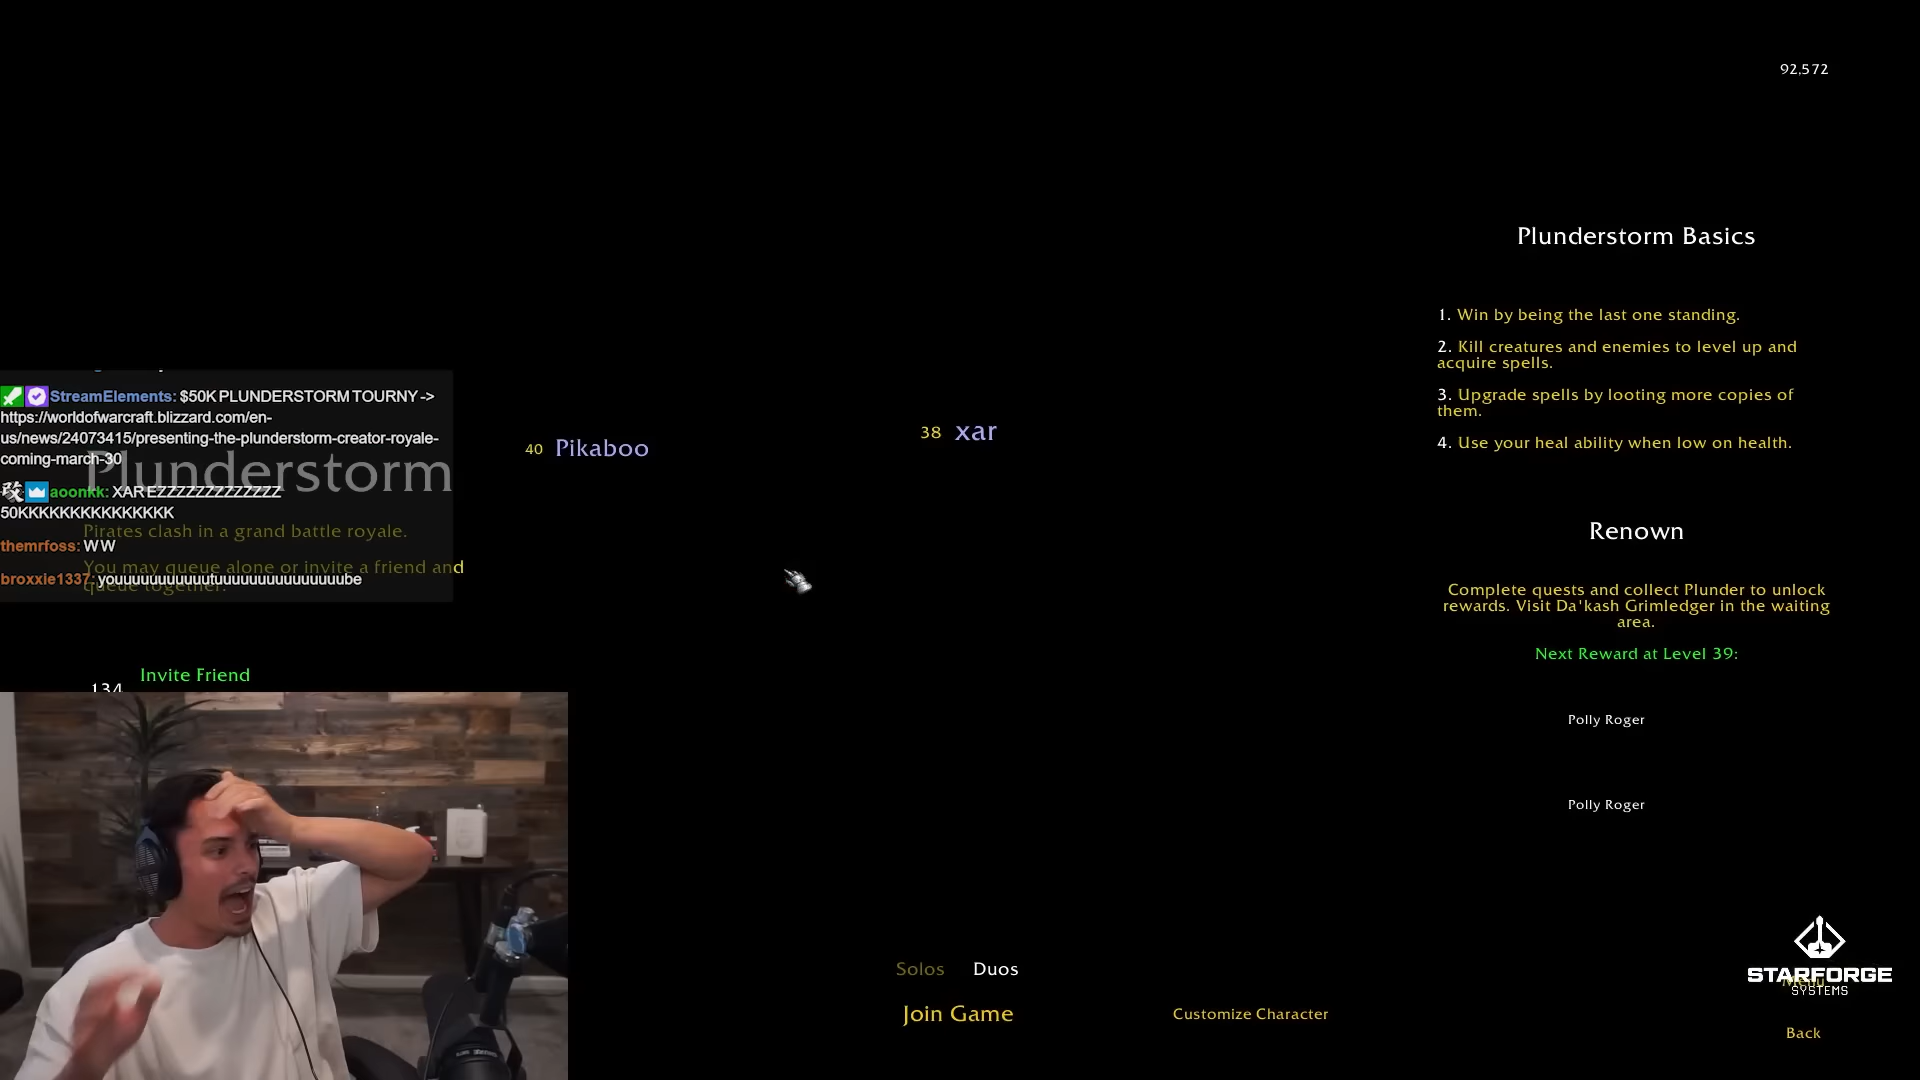 92,572
Plunderstorm Basics
1. Win by being the last one standing.
2. Kill creatures and enemies to level up and
acquire spells.
3. Upgrade spells by looting more copies of
them.
4. Use your heal ability when low on health.
StreamElements: $50K PLUNDERSTORM TOURNY ->
https://worldofwarcraft.blizzard.com/en-
us/news/24073415/presenting-the-plunderstorm-creator-royale-
coming-march-30
aoonkk: XAR EZZZZZZZZZZZZZ
50KKKKKKKKKKKKKKK
themrfoss: W W
broxxie1337:
Plunderstorm
Pirates clash in a grand battle royale.
You may queue alone or invite a friend and
queue together.
40 Pikaboo
38 xar
Renown
Complete quests and collect Plunder to unlock
rewards. Visit Da'kash Grimledger in the waiting
area.
Next Reward at Level 39:
Polly Roger
Polly Roger
Invite Friend
134
Solos Duos
Join Game
Customize Character
STARFORGE
SYSTEMS
Menu
Back